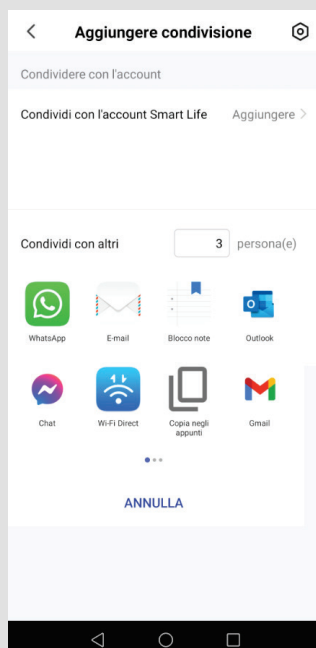 Aggiungere condivisione
Condividere con l'account
Condividi con l'account Smart Life Aggiungere
Condividi con altri 3 persona(e)
WhatsApp E-mail Blocco note Outlook
Chat Wi-Fi Direct Copia negli appunti Gmail
ANNULLA